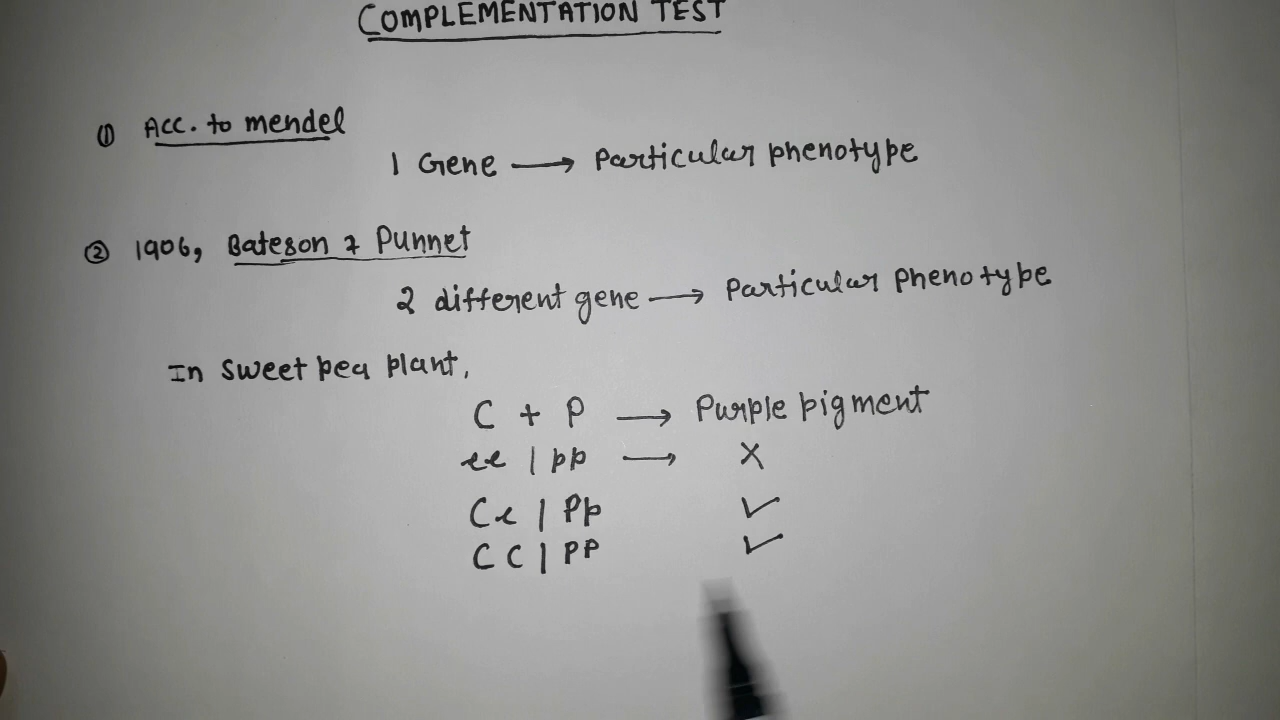 COMPLEMENTATION TEST
① Acc. to mendel
1 Gene → Particular phenotype
② 1906, Bateson & Punnet
2 different gene → Particular phenotype
In sweet pea plant,
C + P → Purple pigment
cc | pp → X
Cc | Pp ✓
CC | PP ✓